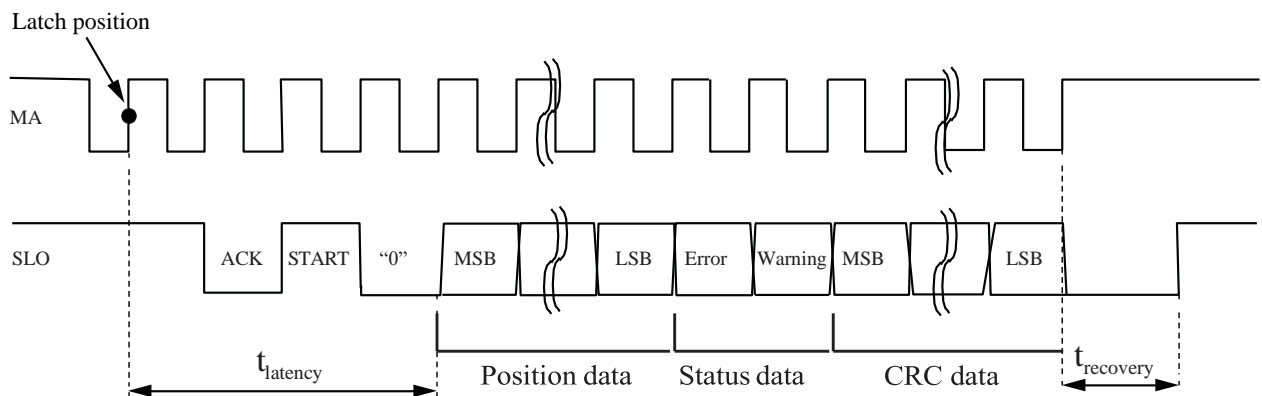 Latch position
MA
SLO
ACK START “0” MSB LSB Error Warning MSB LSB
tlatency Position data Status data CRC data trecovery